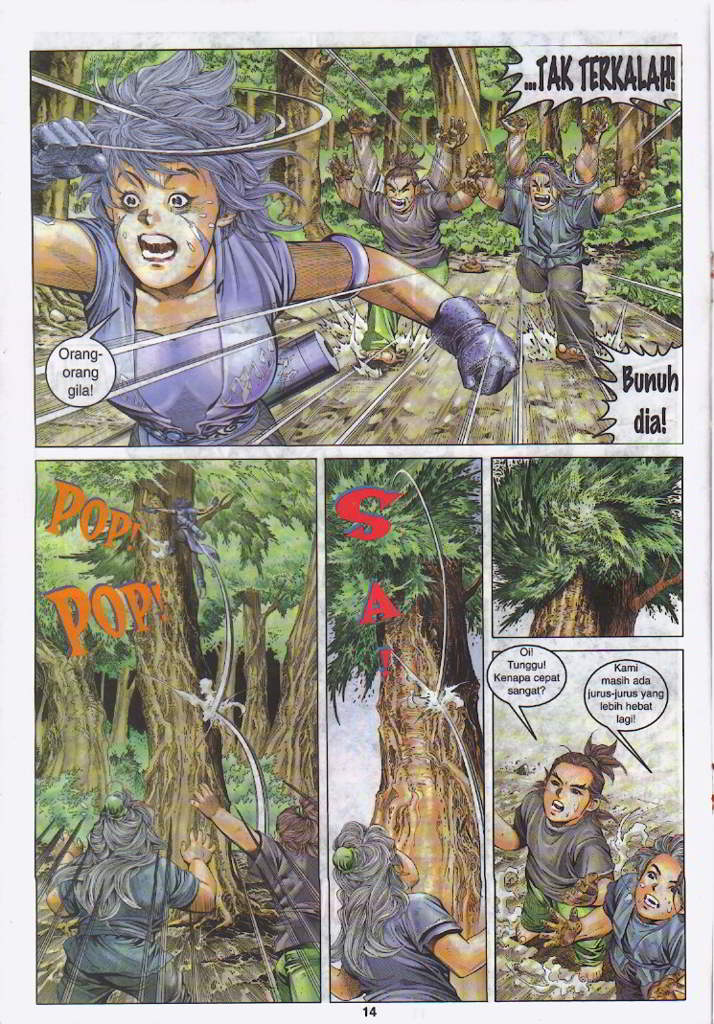 ...TAK TERKALAH!
Orang-
orang
gila!
Bunuh
dia!
POP!
POP!
S
A
!
Oi!
Tunggu!
Kenapa cepat
sangat?
Kami
masih ada
jurus-jurus yang
lebih hebat
lagi!
14